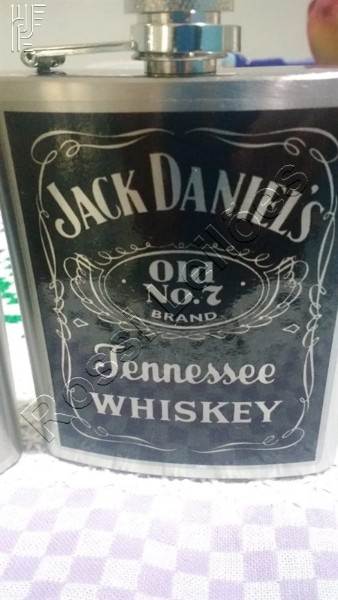 JACK DANIEL'S
Old
No.7
BRAND
Tennessee
WHISKEY